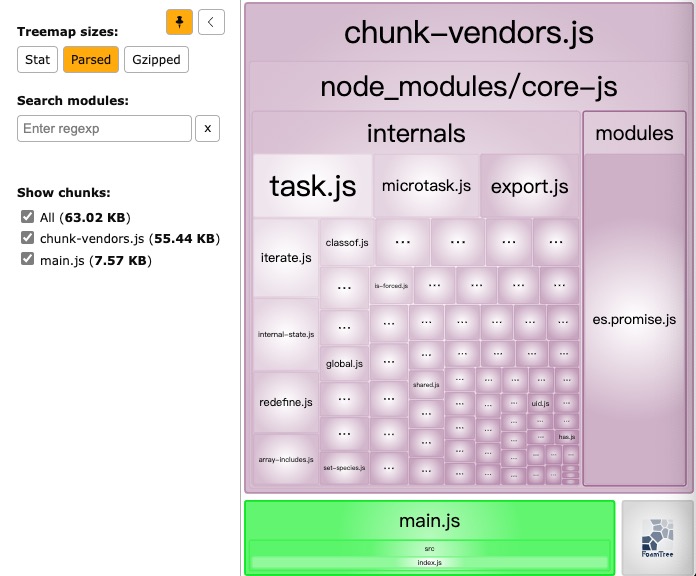 Treemap sizes:
Stat
Parsed
Gzipped
Search modules:
Enter regexp
x
Show chunks:
All (63.02 KB)
chunk-vendors.js (55.44 KB)
main.js (7.57 KB)
chunk-vendors.js
node_modules/core-js
internals
modules
task.js
microtask.js
export.js
iterate.js
classof.js
...
...
...
...
...
is-forced.js
...
...
...
...
internal-state.js
...
...
...
...
...
...
...
global.js
...
...
...
...
...
es.promise.js
redefine.js
...
...
shared.js
...
...
...
...
...
...
...
...
uid.js
...
...
...
...
...
...
...
...
...
...
...
has.js
array-includes.js
set-species.js
...
...
...
...
...
...
...
...
...
...
...
...
main.js
src
index.js
FoamTree